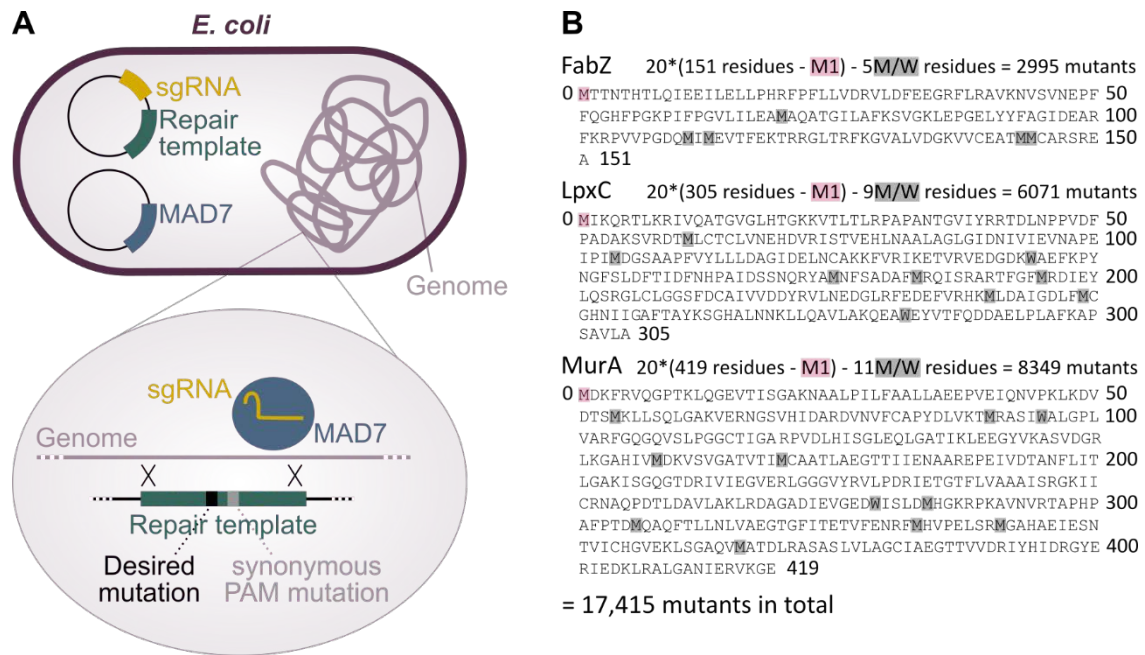 A
E. coli
sgRNA
Repair
template
MAD7
Genome
sgRNA
MAD7
Genome
X X
Repair template
Desired
mutation
synonymous
PAM mutation
B
FabZ 20*(151 residues - M1) - 5 M/W residues = 2995 mutants
0 MTTNTHTLQIEEILELLPHRFPFLLVDRVLDFEEGRFLRAVKNVSVNEPF 50
FQGHFPGKPIFPGVLILEAMAQATGILAFKSVGKLEPGELYYFAGIDEAR 100
FKRPVVPGDQMIMEVTFEKTRRGLTRFKGVALVDGKVVCEATMMCARSRE 150
A 151
LpxC 20*(305 residues - M1) - 9 M/W residues = 6071 mutants
0 MIKQRTLKRIVQATGVGLHTGKKVTLTLRPAPANTGVIYRRTDLNPPVDF 50
PADAKSVRDTMLCTCLVNEHDVRISTVEHLNAALAGLGIDNIVIEVNAPE 100
IPIMDGSAAPFVYLLLDAGIDELNCAKKFVRIKETVRVEDGDKWAEFKPY
NGFSLDFTIDFNHPAIDSSNQRYAMNFSADAFMRQISRARTFGFMRDIEY 200
LQSRGLCLGGSFDCAIVVDDYRVLNEDGLRFEDEFVRHKMLDAIGDLFMC
GHNIIGAFTAYKSGHALNNKLLQAVLAKQEAWEYVTFQDDAELPLAFKAP 300
SAVLA 305
MurA 20*(419 residues - M1) - 11 M/W residues = 8349 mutants
0 MDKFRVQGPTKLQGEVTISGAKNAALPILFAALLAEEPVEIQNVPKLKDV 50
DTSMKLLSQLGAKVERNGSVHIDARDVNVFCAPYDLVKTMRASIWALGPL 100
VARFGQGQVSLPGGCTIGARPVDLHISGLEQLGATIKLEEGYVKASVDGR
LKGAHIVMDKVSVGATVTIMCAATLAEGTTIIENAAREPEIVDTANFLIT 200
LGAKISGQGTDRIVIEGVERLGGGVYRVLPDRIETGTFLVAAAISRGKII
CRNAQPDTLDAVLAKLRDAGADIEVGEDWISLDMHGKRPKAVNVRTAPHP 300
AFPTDMQAQFTLLNLVAEGTGFITETVFENRFMHVPELSRMGAHAEIESN
TVICHGVEKLSGAQVMATDLRASASLVLAGCIAEGTTVVDRIYHIDRGYE 400
RIEDKLRALGANIERVKGE 419
= 17,415 mutants in total